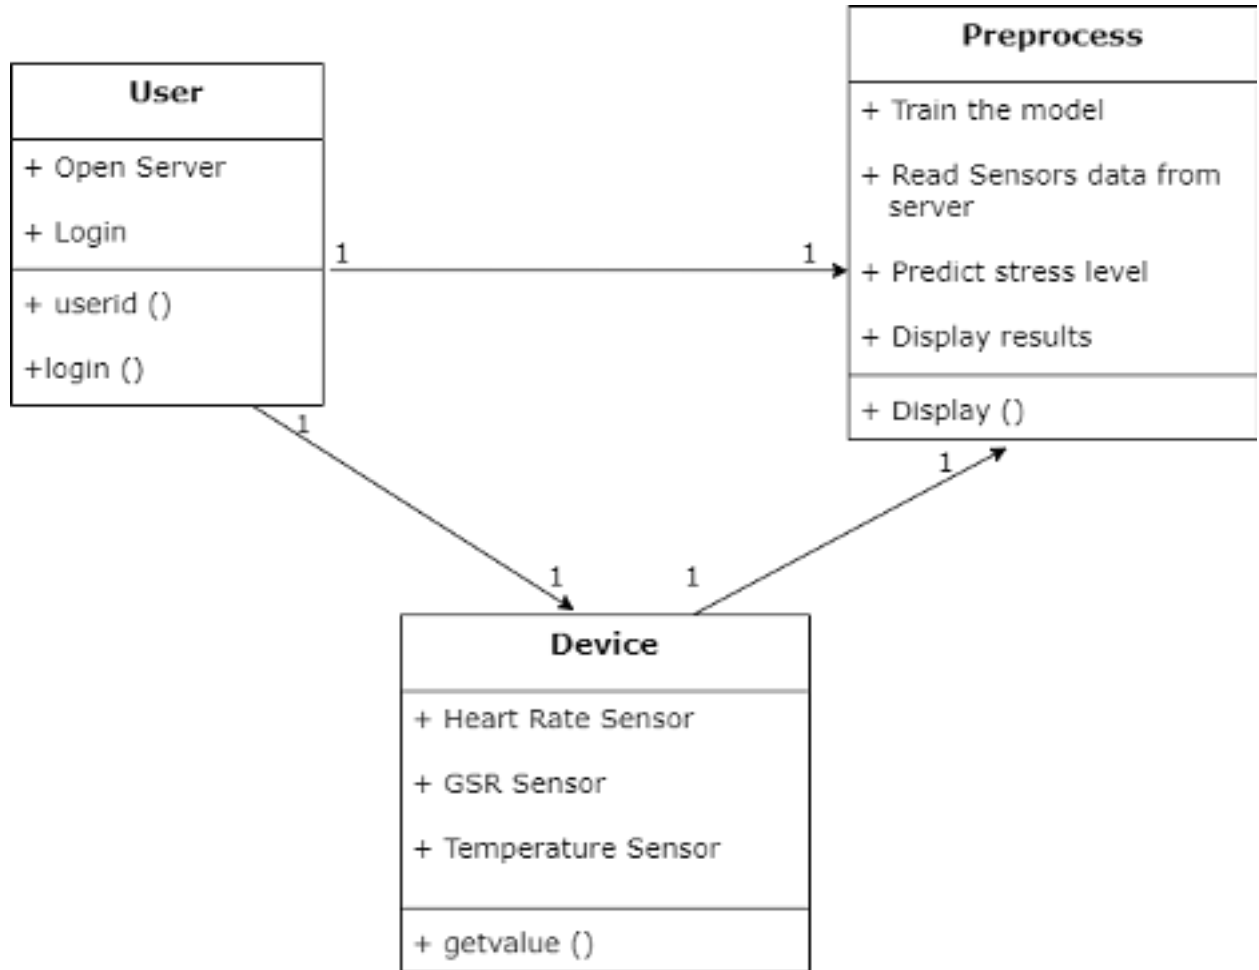 User
+ Open Server
+ Login
+ userid ()
+login ()
1
1
Preprocess
+ Train the model
+ Read Sensors data from
server
+ Predict stress level
+ Display results
+ Display ()
1
1
1
1
Device
+ Heart Rate Sensor
+ GSR Sensor
+ Temperature Sensor
+ getvalue ()